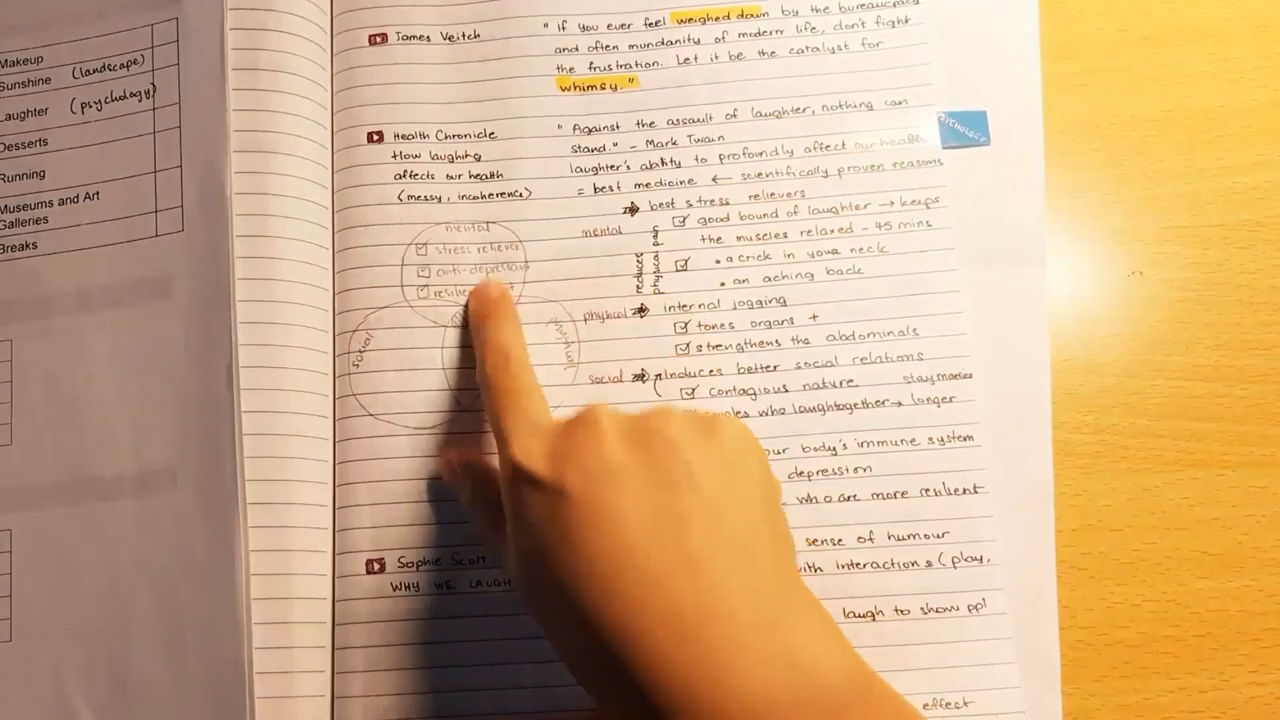 Makeup
Sunshine (landscape)
Laughter (psychology)
Desserts
Running
Museums and Art
Galleries
Breaks
James Veitch
" if you ever feel weighed down by the bureaucracy
and often mundanity of modern life, don't fight
the frustration. Let it be the catalyst for
whimsy."
PSYCHOLOGY
Health Chronicle
How laughing
affects our health
(messy, incoherence)
" Against the assault of laughter, nothing can
stand." - Mark Twain
laughter's ability to profoundly affect our health
= best medicine ← scientifically proven reasons
mental
⇒ best stress relievers
☑ good bound of laughter → keeps
the muscles relaxed - 45 mins
reduces
physical
☑ • a crick in your neck
• an aching back
physical ⇒ internal jogging
☑ tones organs +
☑ strengthens the abdominals
social ⇒ induces better social relations
☑ contagious nature
who laugh together → longer
our body's immune system
depression
who are more resilient
sense of humour
with interactions (play,
laugh to show ppl
effect
mental
☑ stress reliever
☑ anti-depressant
social
physical
Sophie Scott
WHY WE LAUGH